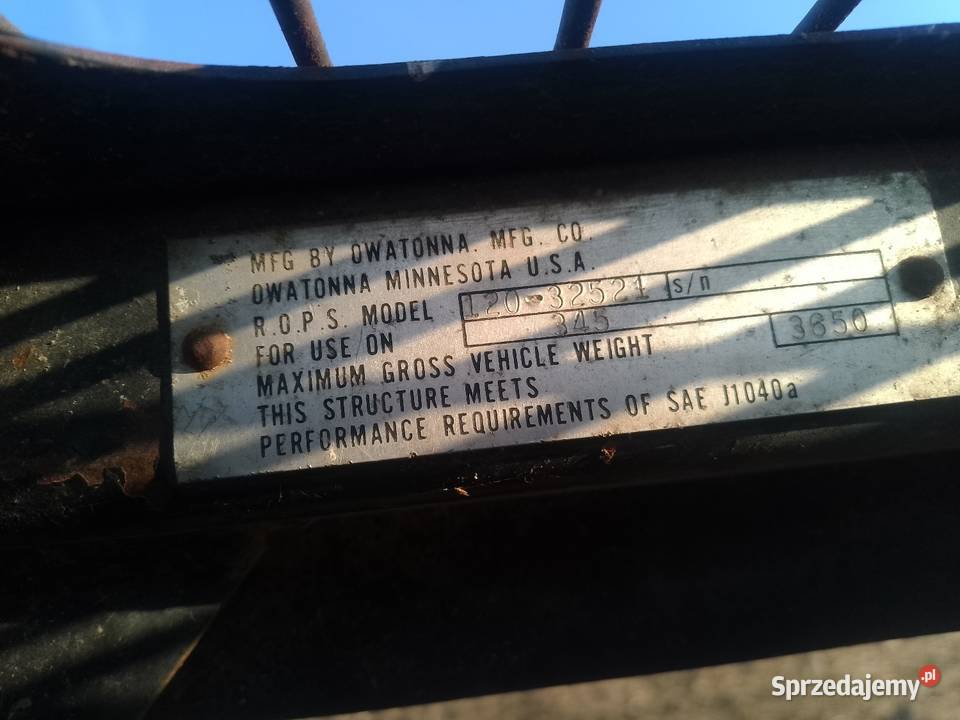 MFG BY OWATONNA. MFG. CO.
OWATONNA MINNESOTA U.S.A.
R.O.P.S. MODEL 120-32521 s/n
FOR USE ON 345
MAXIMUM GROSS VEHICLE WEIGHT 3650
THIS STRUCTURE MEETS
PERFORMANCE REQUIREMENTS OF SAE J1040a
Sprzedajemy.pl